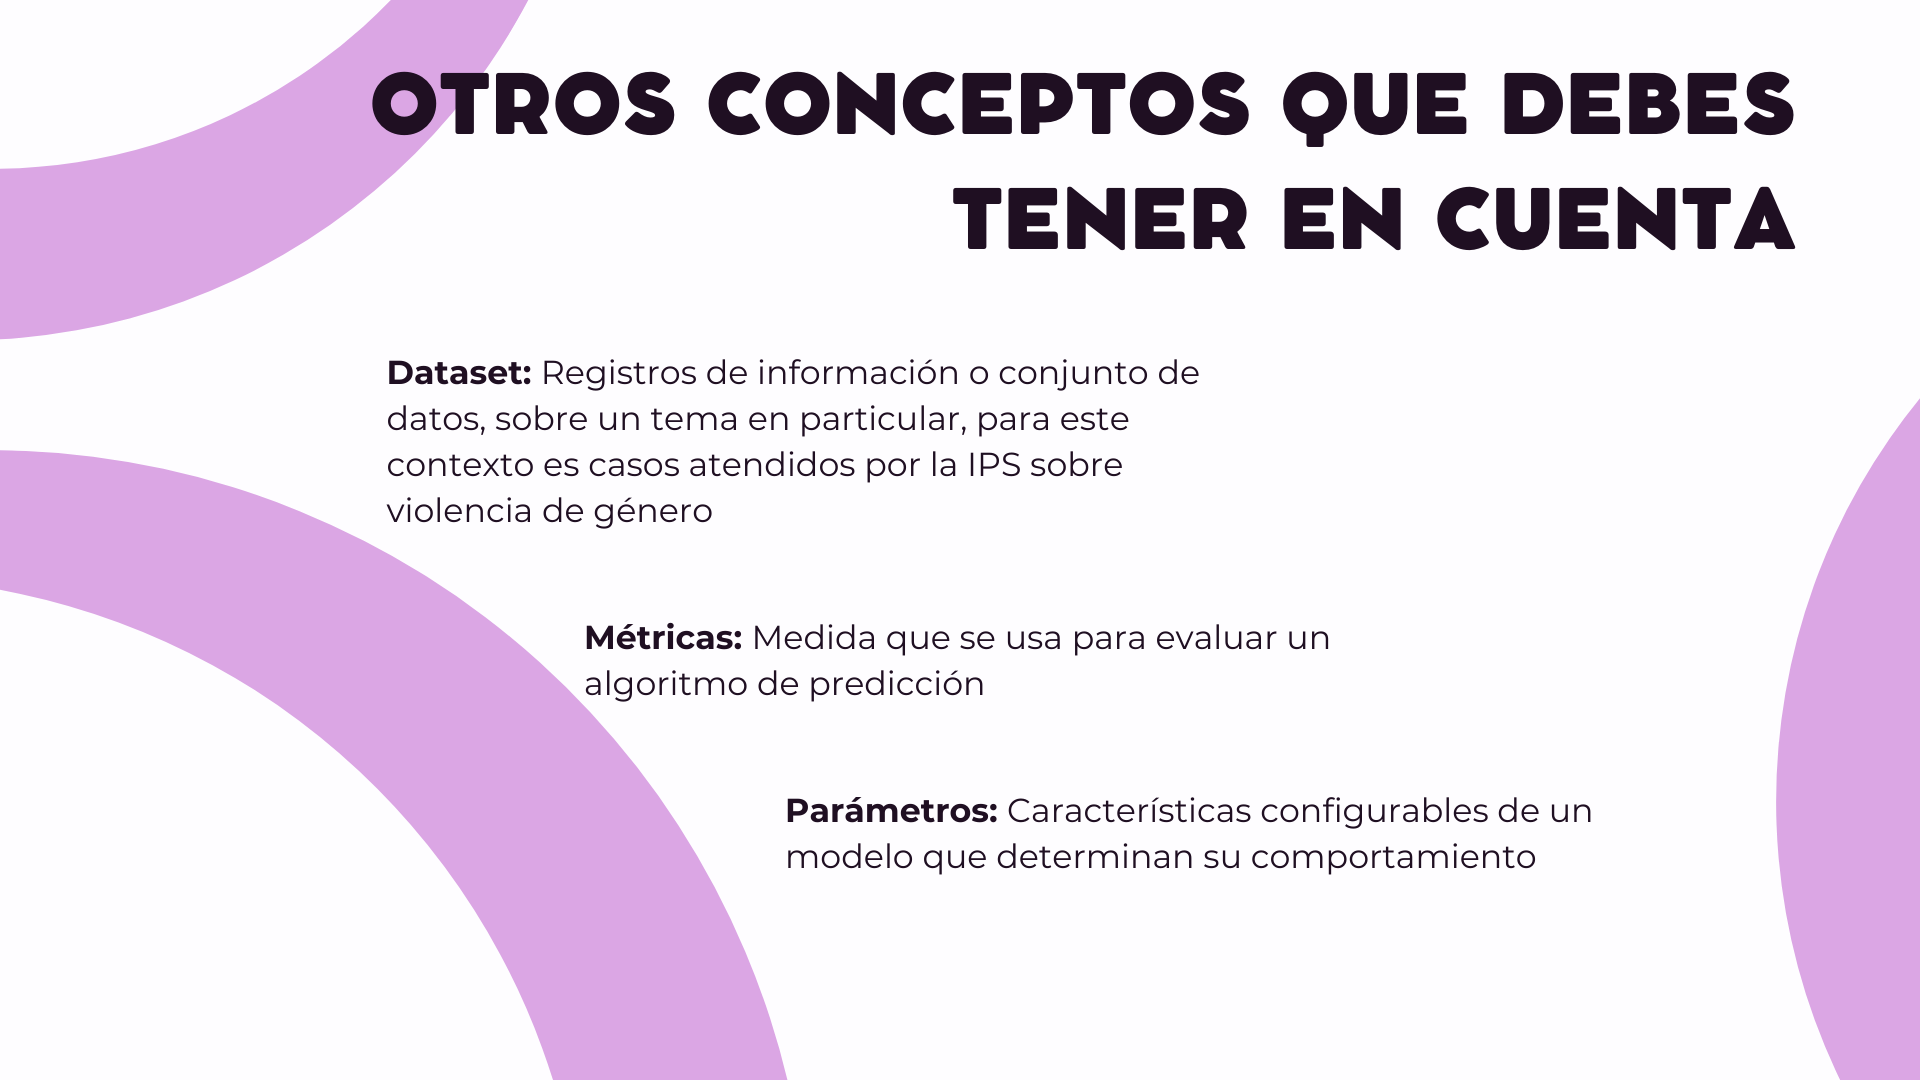 OTROS CONCEPTOS QUE DEBES
TENER EN CUENTA
Dataset: Registros de información o conjunto de
datos, sobre un tema en particular, para este
contexto es casos atendidos por la IPS sobre
violencia de género
Métricas: Medida que se usa para evaluar un
algoritmo de predicción
Parámetros: Características configurables de un
modelo que determinan su comportamiento